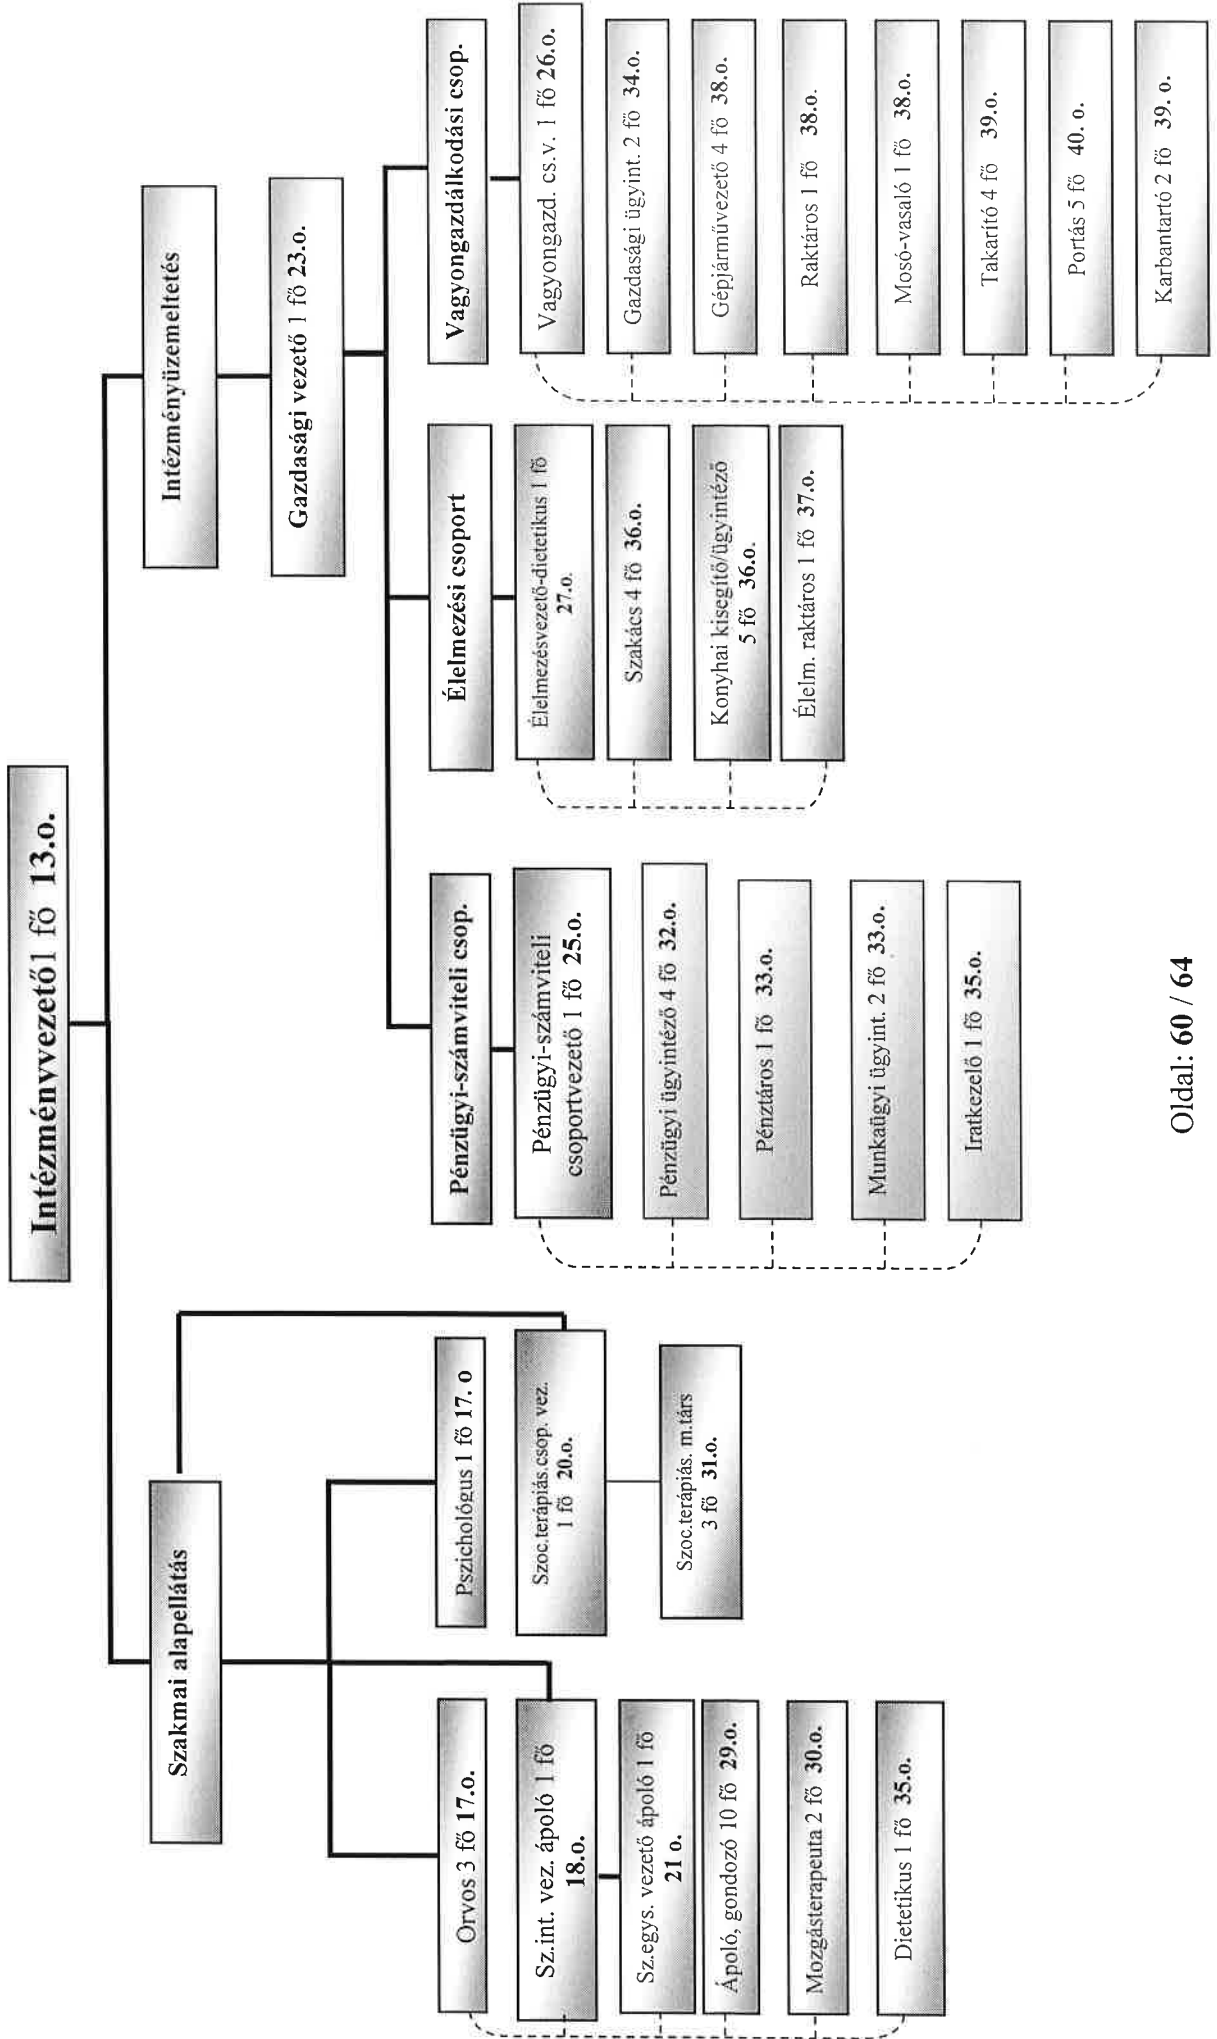 Intézményvezető1 fő 13.o.
Szakmai alapellátás
Intézményüzemeltetés
Gazdasági vezető 1 fő 23.o.
Orvos 3 fő 17.o.
Sz.int. vez. ápoló 1 fő
18.o.
Sz.egys. vezető ápoló 1 fő
21 o.
Ápoló, gondozó 10 fő 29.o.
Mozgásterapeuta 2 fő 30.o.
Dietetikus 1 fő 35.o.
Pszichológus 1 fő 17. o
Szoc.terápiás.csop. vez.
1 fő 20.o.
Szoc.terápiás. m.társ
3 fő 31.o.
Pénzügyi-számviteli csop.
Pénzügyi-számviteli
csoportvezető 1 fő 25.o.
Pénzügyi ügyintéző 4 fő 32.o.
Pénztáros 1 fő 33.o.
Munkaügyi ügyint. 2 fő 33.o.
Iratkezelő 1 fő 35.o.
Élelmezési csoport
Élelmezésvezető-dietetikus 1 fő
27.o.
Szakács 4 fő 36.o.
Konyhai kisegítő/ügyintéző
5 fő 36.o.
Élelm. raktáros 1 fő 37.o.
Vagyongazdálkodási csop.
Vagyongazd. cs.v. 1 fő 26.o.
Gazdasági ügyint. 2 fő 34.o.
Gépjárművezető 4 fő 38.o.
Raktáros 1 fő 38.o.
Mosó-vasaló 1 fő 38.o.
Takarító 4 fő 39.o.
Portás 5 fő 40. o.
Karbantartó 2 fő 39. o.
Oldal: 60 / 64